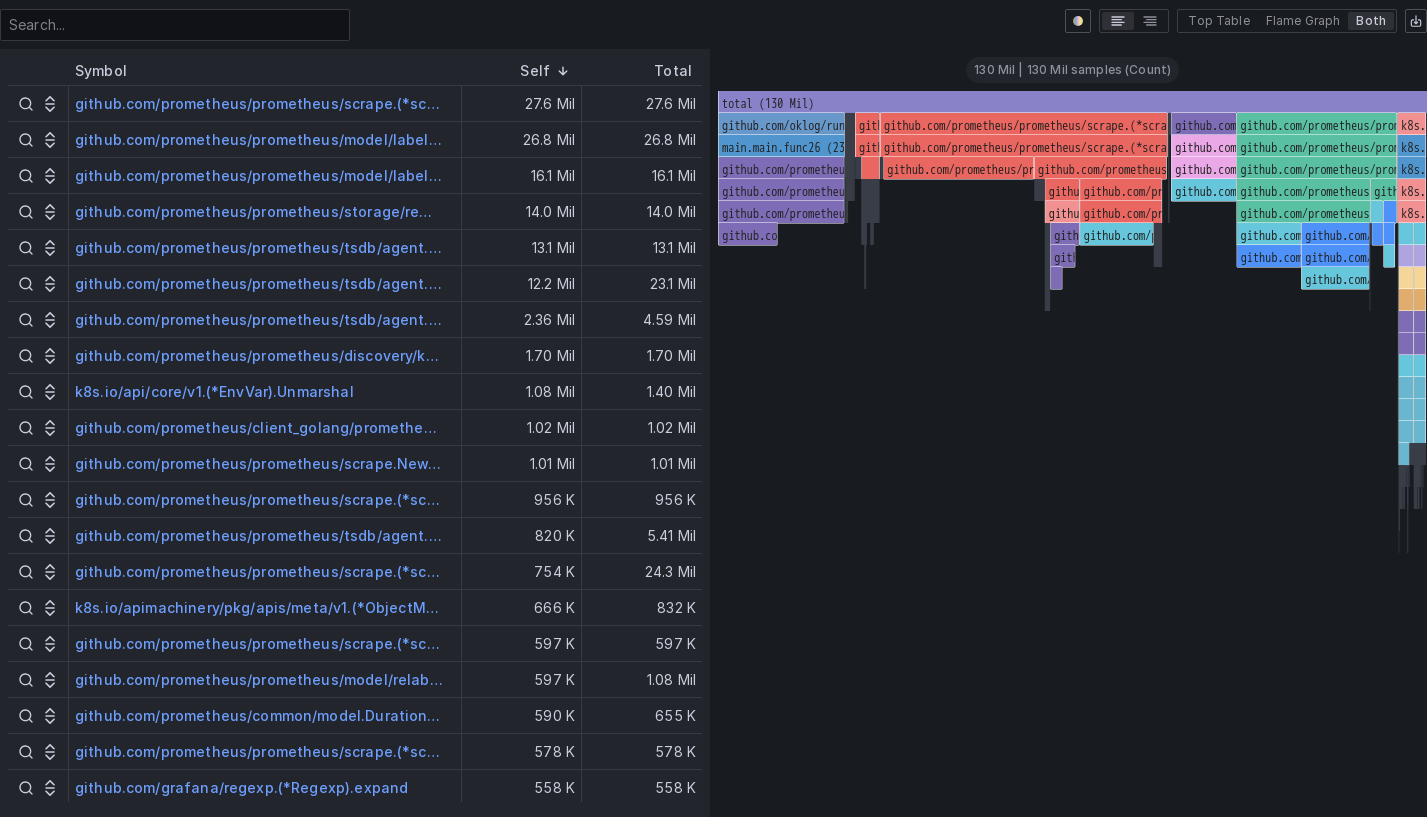 Search...
Top Table Flame Graph Both
Symbol Self Total
github.com/prometheus/prometheus/scrape.(*sc... 27.6 Mil 27.6 Mil
github.com/prometheus/prometheus/model/label... 26.8 Mil 26.8 Mil
github.com/prometheus/prometheus/model/label... 16.1 Mil 16.1 Mil
github.com/prometheus/prometheus/storage/re... 14.0 Mil 14.0 Mil
github.com/prometheus/prometheus/tsdb/agent.... 13.1 Mil 13.1 Mil
github.com/prometheus/prometheus/tsdb/agent.... 12.2 Mil 23.1 Mil
github.com/prometheus/prometheus/tsdb/agent.... 2.36 Mil 4.59 Mil
github.com/prometheus/prometheus/discovery/k... 1.70 Mil 1.70 Mil
k8s.io/api/core/v1.(*EnvVar).Unmarshal 1.08 Mil 1.40 Mil
github.com/prometheus/client_golang/promethe... 1.02 Mil 1.02 Mil
github.com/prometheus/prometheus/scrape.New... 1.01 Mil 1.01 Mil
github.com/prometheus/prometheus/scrape.(*sc... 956 K 956 K
github.com/prometheus/prometheus/tsdb/agent.... 820 K 5.41 Mil
github.com/prometheus/prometheus/scrape.(*sc... 754 K 24.3 Mil
k8s.io/apimachinery/pkg/apis/meta/v1.(*ObjectM... 666 K 832 K
github.com/prometheus/prometheus/scrape.(*sc... 597 K 597 K
github.com/prometheus/prometheus/model/relab... 597 K 1.08 Mil
github.com/prometheus/common/model.Duration... 590 K 655 K
github.com/prometheus/prometheus/scrape.(*sc... 578 K 578 K
github.com/grafana/regexp.(*Regexp).expand 558 K 558 K
130 Mil | 130 Mil samples (Count)
total (130 Mil)
github.com/oklog/run gith github.com/prometheus/prometheus/scrape.(*scra github.com github.com/prometheus/prom k8s.
main.main.func26 (23 gith github.com/prometheus/prometheus/scrape.(*scra github.com github.com/prometheus/prom k8s.
github.com/prometheu github.com/prometheus/pr github.com/prometheus github.com github.com/prometheus/prom k8s.
github.com/prometheu githu github.com/pr github.com github.com/prometheus gith k8s.
github.com/prometheu githu github.com/pr github.com/prometheus k8s.
github.co gith github.com/p github.com github.com/
gith github.com github.com/
github.com/